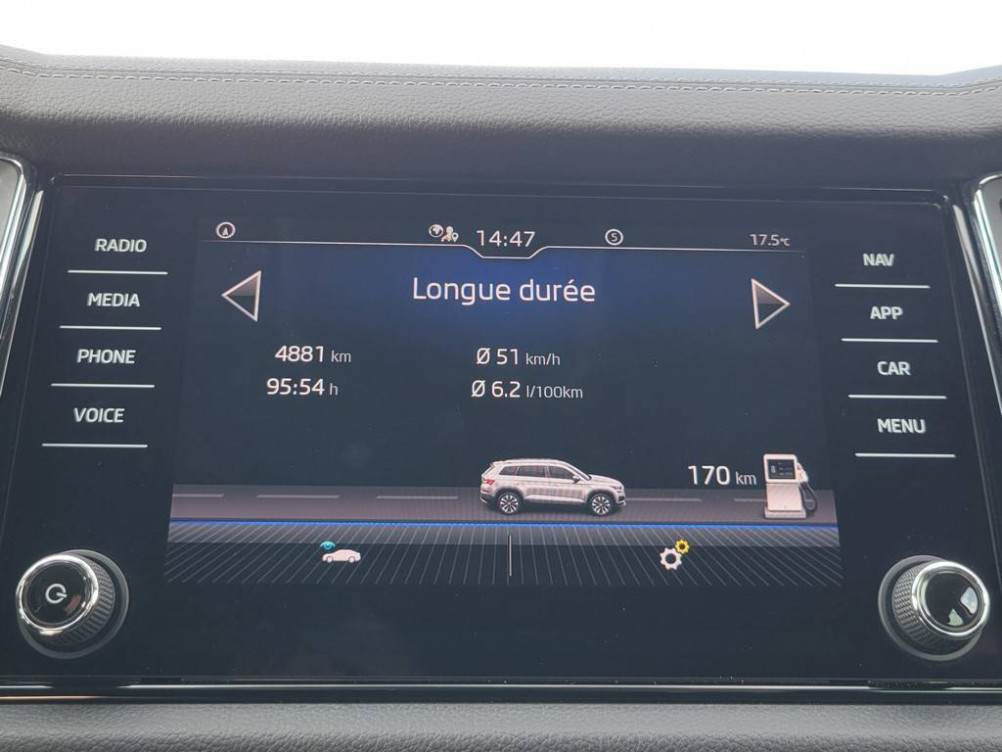 14:47
17.5℃
RADIO
MEDIA
PHONE
VOICE
Longue durée
4881 km
Ø 51 km/h
95:54 h
Ø 6.2 l/100km
170 km
NAV
APP
CAR
MENU
S